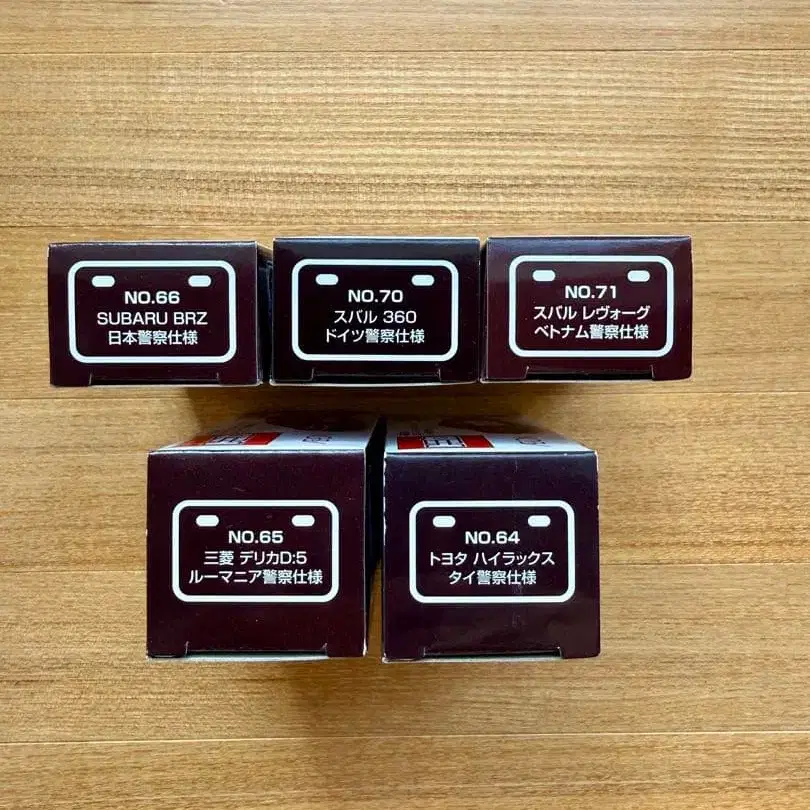 NO.66
SUBARU BRZ
日本警察仕様
NO.70
スバル 360
ドイツ警察仕様
NO.71
スバル レヴォーグ
ベトナム警察仕様
NO.65
三菱 デリカD:5
ルーマニア警察仕様
NO.64
トヨタ ハイラックス
タイ警察仕様